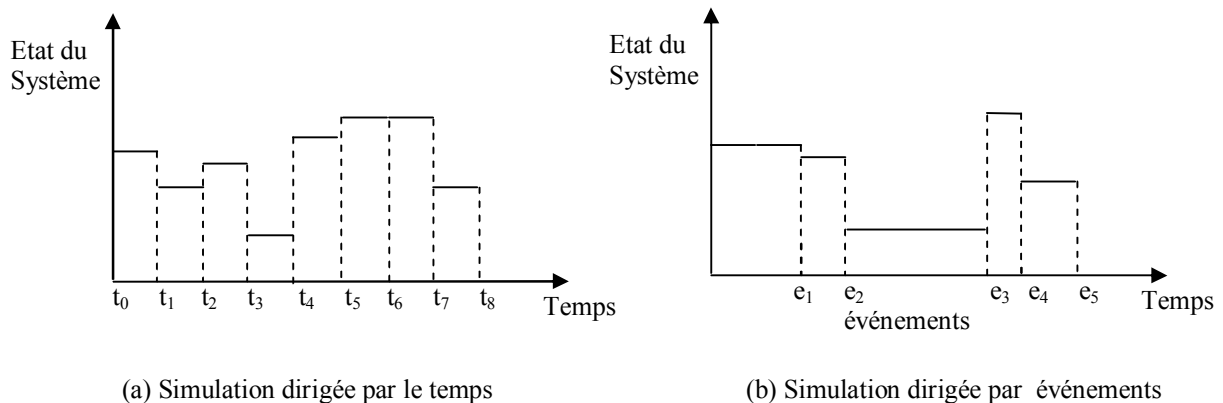 Etat du
Système
t0 t1 t2 t3 t4 t5 t6 t7 t8
Temps
(a) Simulation dirigée par le temps
Etat du
Système
e1 e2 e3 e4 e5
événements
Temps
(b) Simulation dirigée par événements